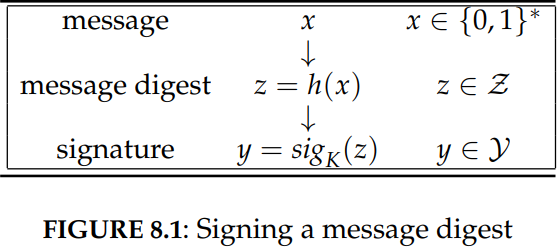 message x x ∈ {0, 1}*
↓
message digest z = h(x) z ∈ 𝒵
↓
signature y = sig_K(z) y ∈ 𝒴
FIGURE 8.1: Signing a message digest